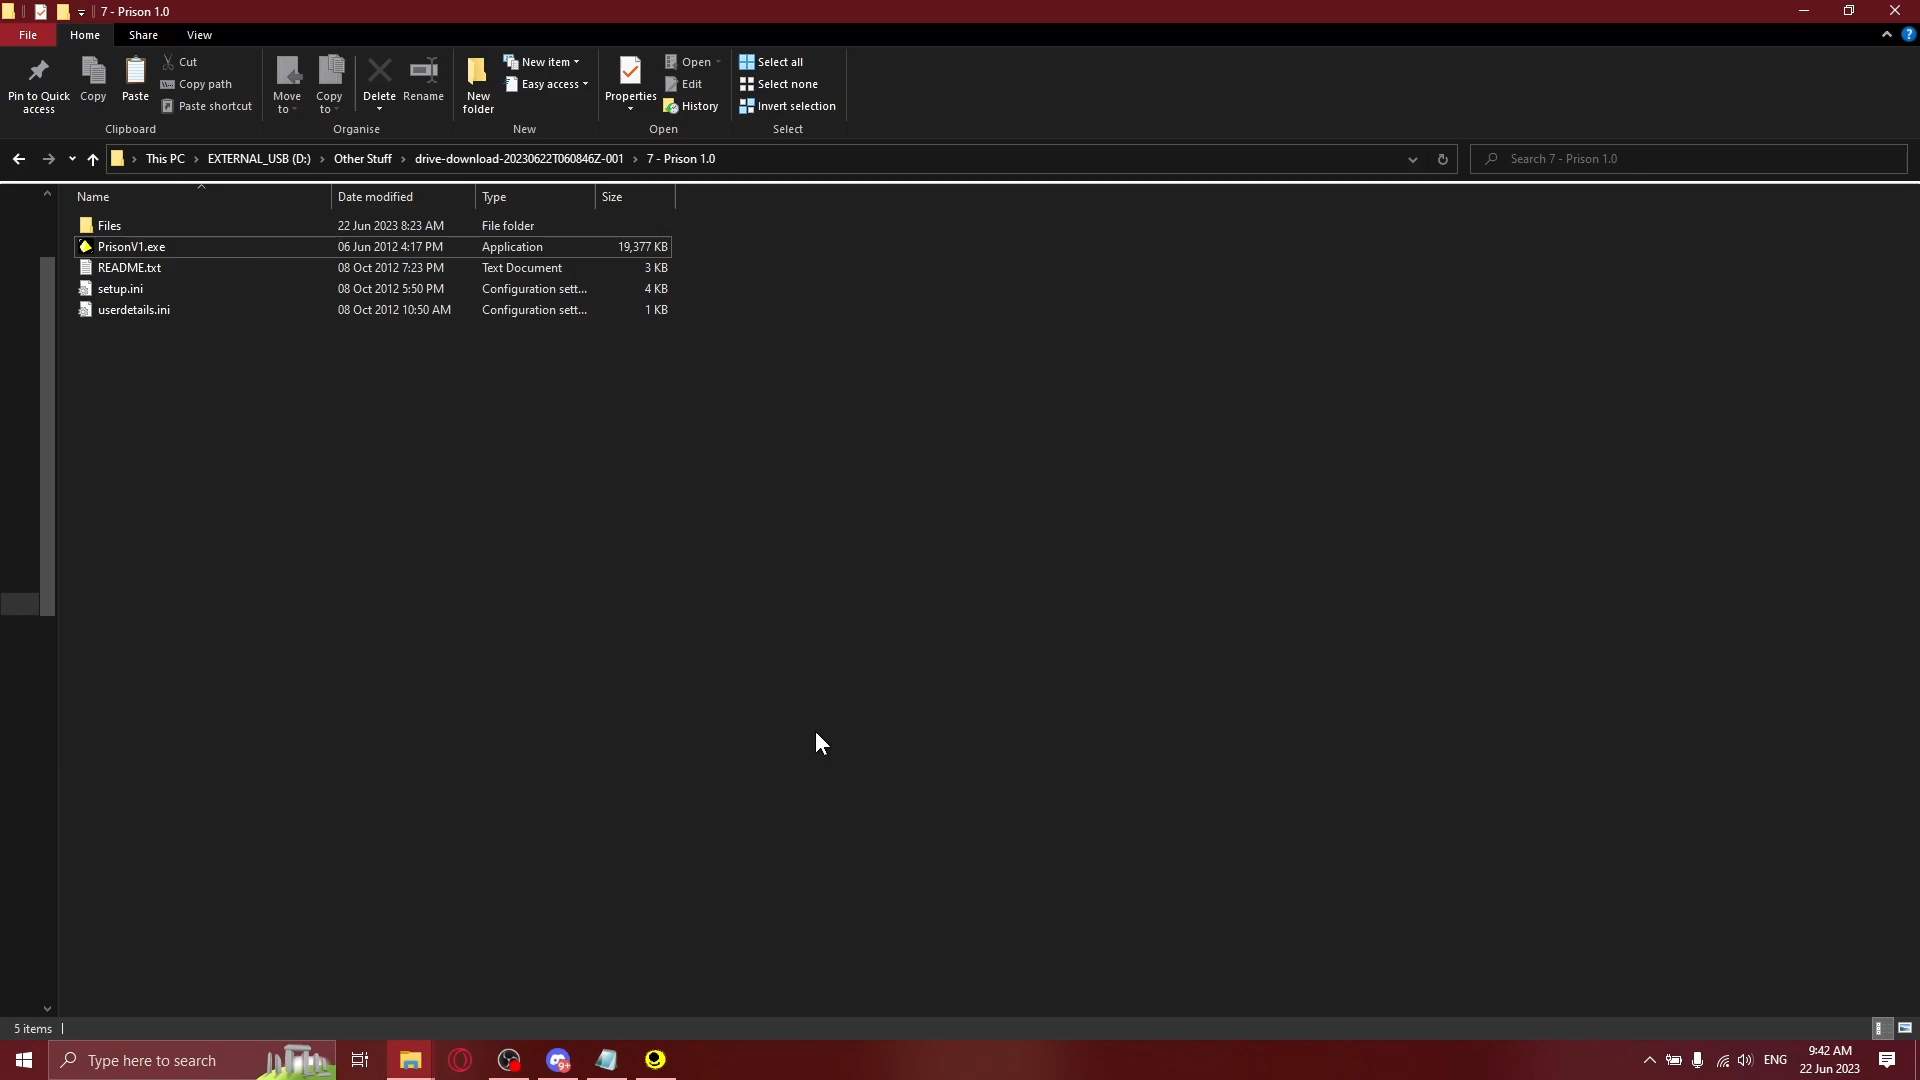 7 - Prison 1.0
File Home Share View
Pin to Quick access
Copy
Paste
Cut
Copy path
Paste shortcut
Clipboard
Move to
Copy to
Delete
Rename
Organise
New folder
New item
Easy access
New
Properties
Open
Edit
History
Open
Select all
Select none
Invert selection
Select
This PC › EXTERNAL_USB (D:) › Other Stuff › drive-download-20230622T060846Z-001 › 7 - Prison 1.0
Search 7 - Prison 1.0
Name Date modified Type Size
Files 22 Jun 2023 8:23 AM File folder
PrisonV1.exe 06 Jun 2012 4:17 PM Application 19,377 KB
README.txt 08 Oct 2012 7:23 PM Text Document 3 KB
setup.ini 08 Oct 2012 5:50 PM Configuration sett... 4 KB
userdetails.ini 08 Oct 2012 10:50 AM Configuration sett... 1 KB
5 items
Type here to search
9+
ENG
9:42 AM
22 Jun 2023